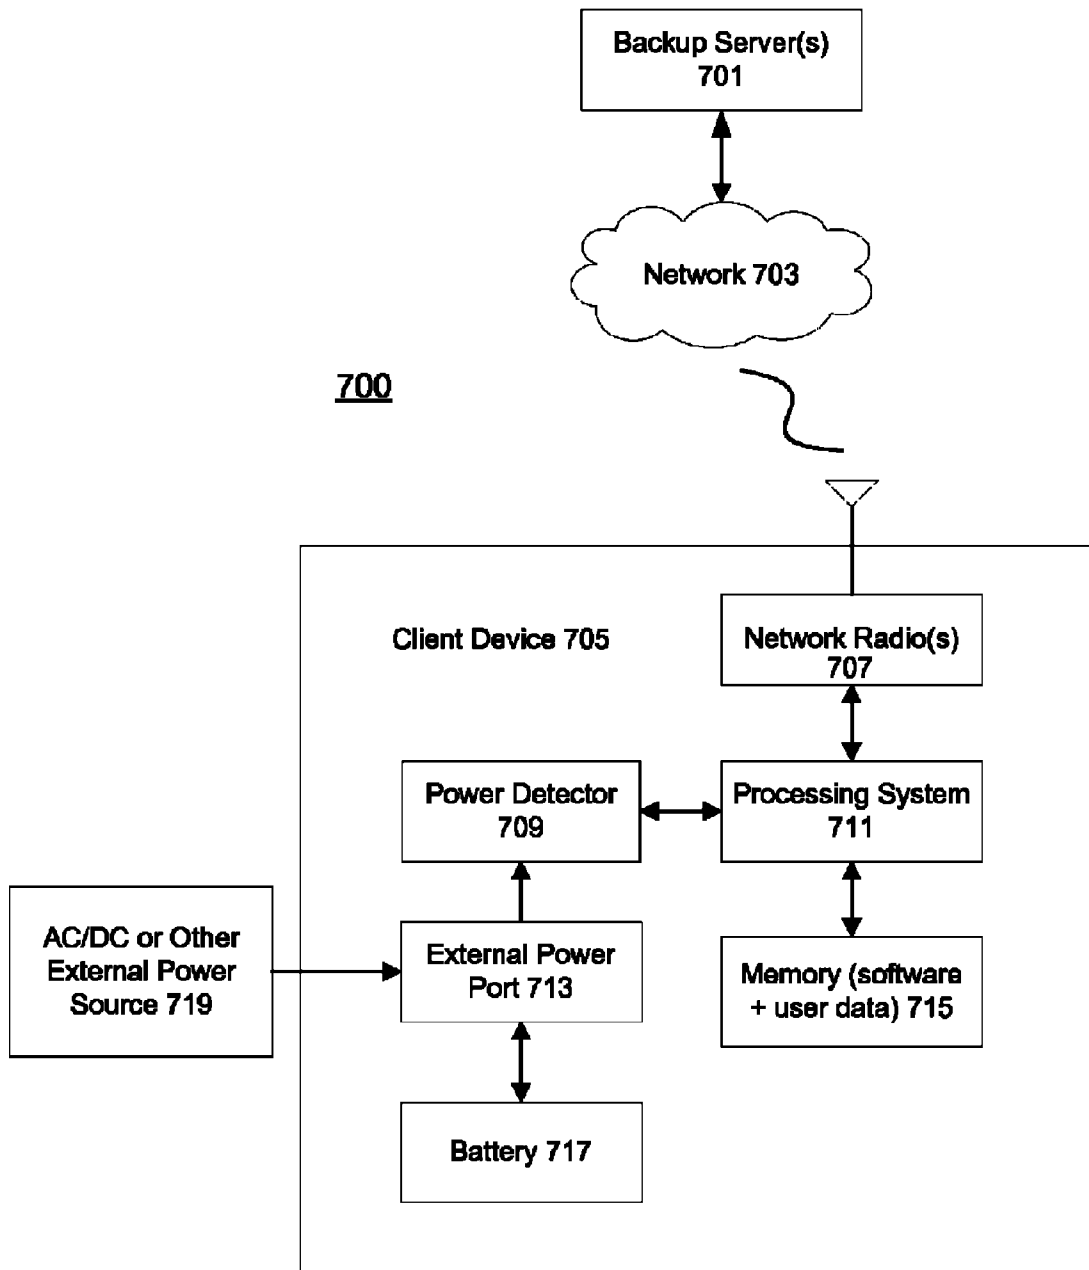 Backup Server(s)
701
Network 703
700
Client Device 705
Network Radio(s)
707
Power Detector
709
Processing System
711
AC/DC or Other
External Power
Source 719
External Power
Port 713
Memory (software
+ user data) 715
Battery 717